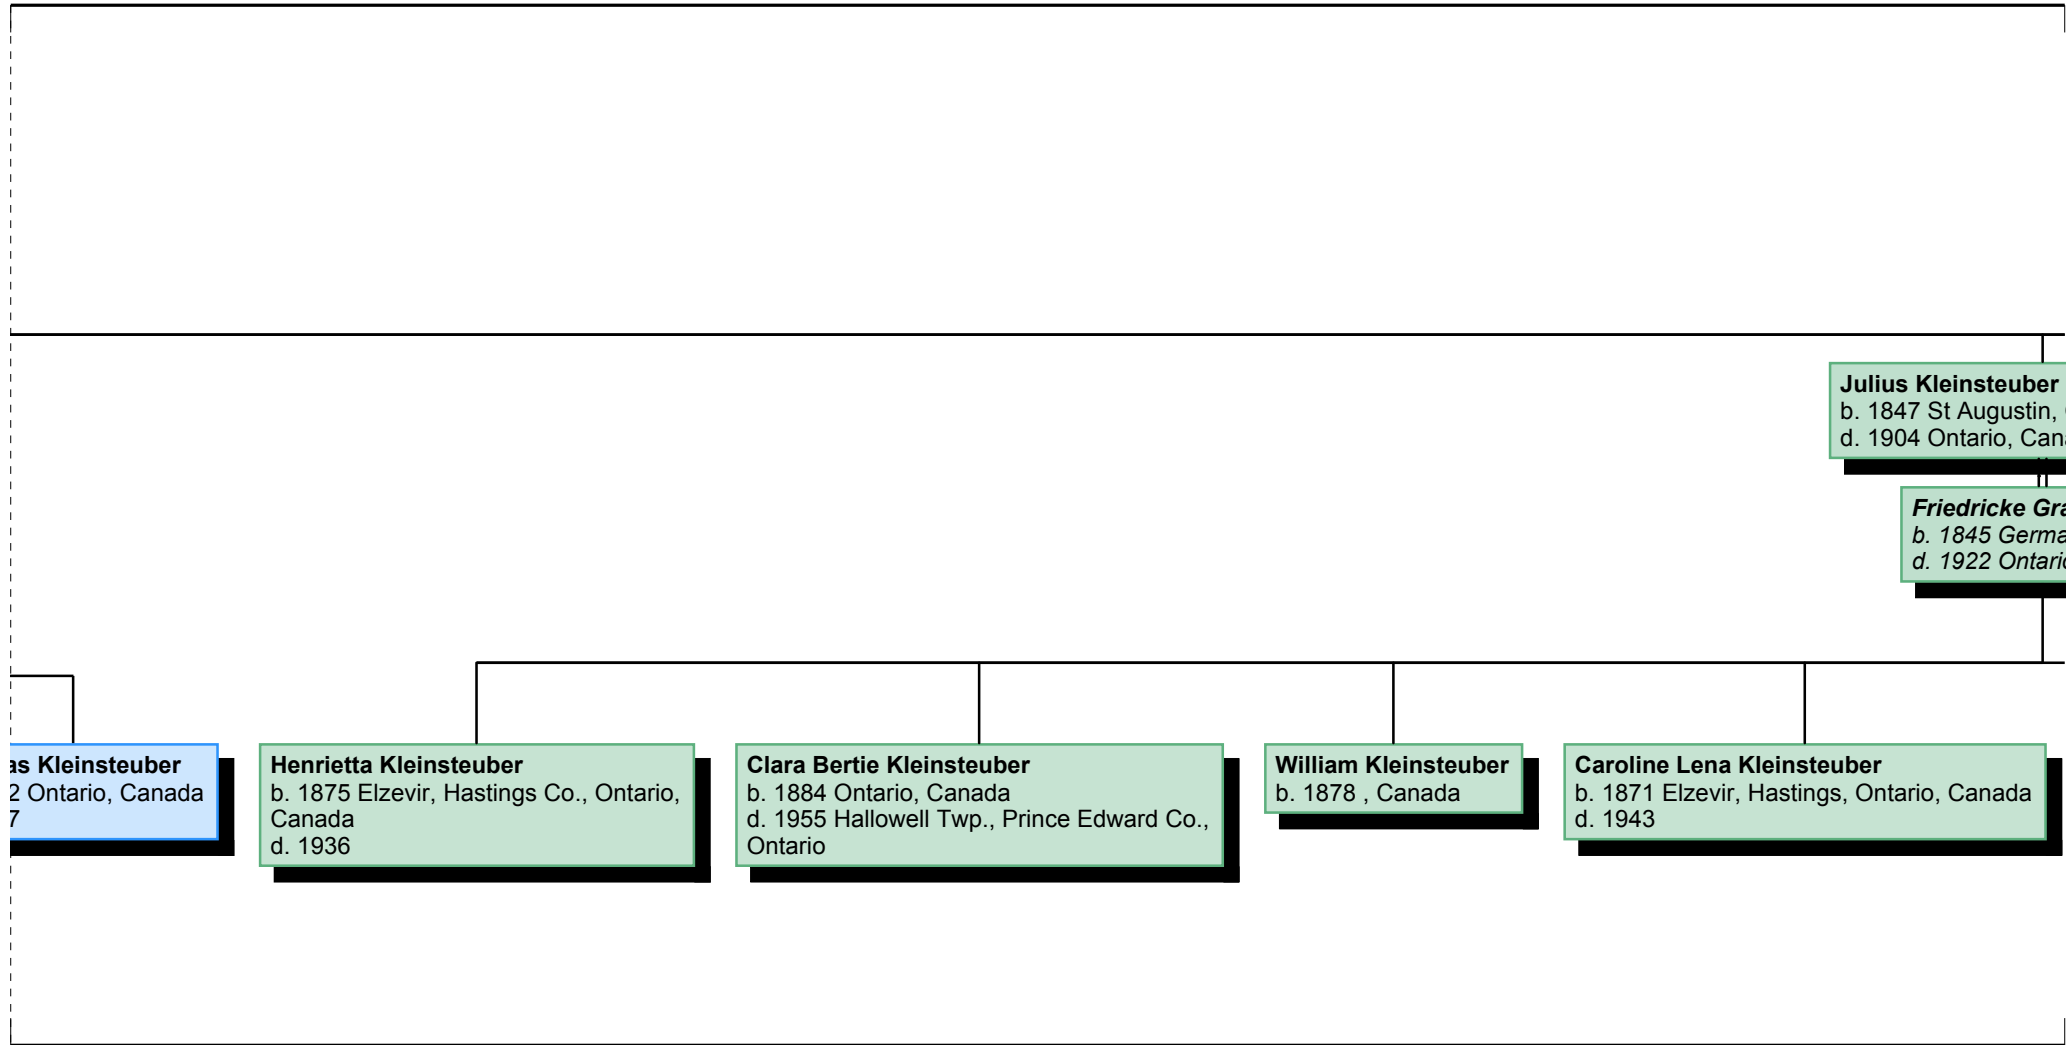 Julius Kleinsteuber
b. 1847 St Augustin,
d. 1904 Ontario,
Friedricke
b. 1845
d. 1922
Kleinsteuber
Ontario, Canada
Henrietta Kleinsteuber
b. 1875 Elzevir, Hastings Co., Ontario,
Canada
d. 1936
Clara Bertie Kleinsteuber
b. 1884 Ontario, Canada
d. 1955 Hallowell Twp., Prince Edward Co.,
Ontario
William Kleinsteuber
b. 1878 , Canada
Caroline Lena Kleinsteuber
b. 1871 Elzevir, Hastings, Ontario, Canada
d. 1943